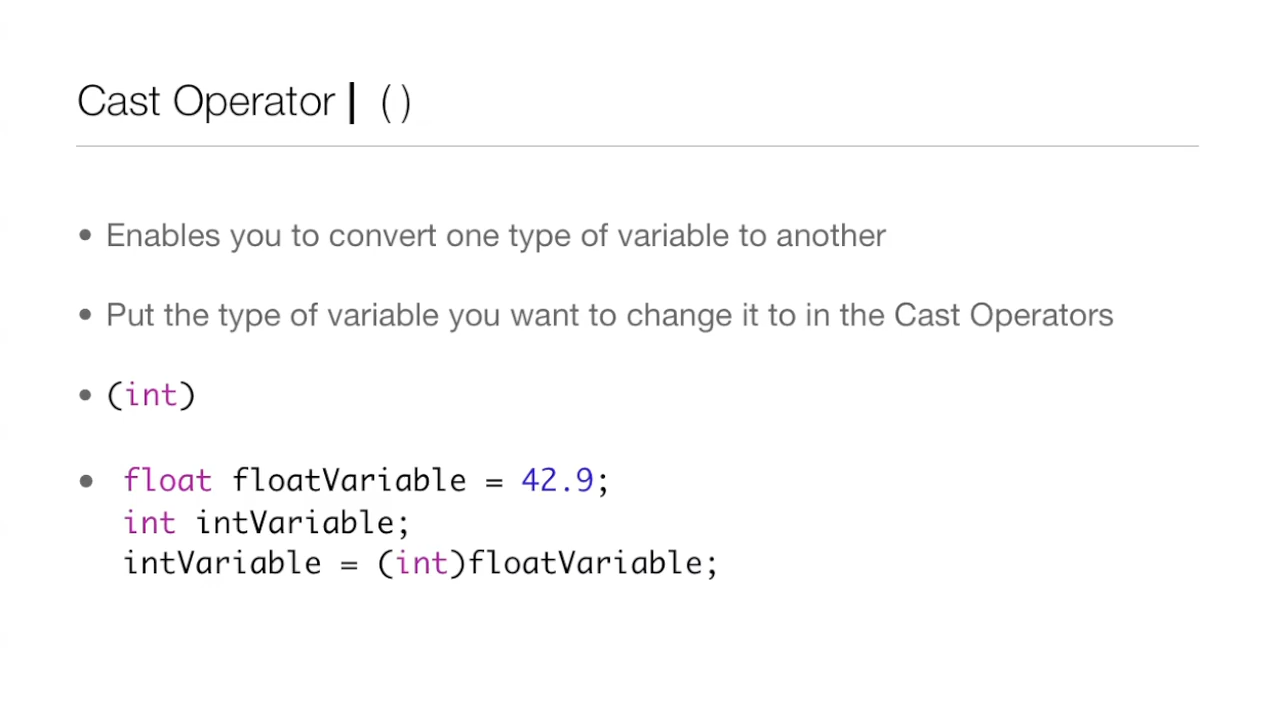 Cast Operator | ()
• Enables you to convert one type of variable to another
• Put the type of variable you want to change it to in the Cast Operators
• (int)
• float floatVariable = 42.9;
int intVariable;
intVariable = (int)floatVariable;